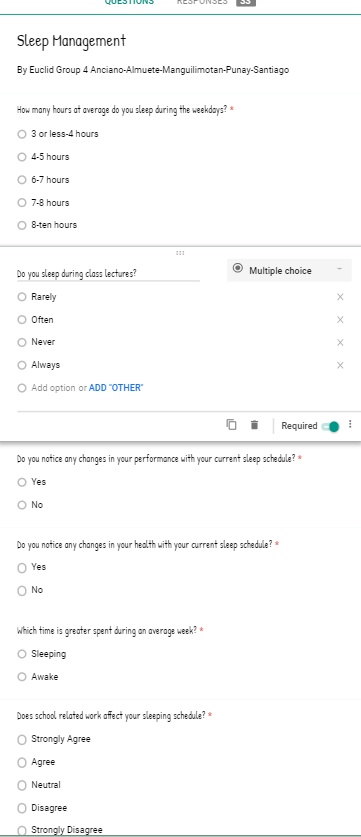 QUESTIONS RESPONSES 33
Sleep Management
By Euclid Group 4 Anciano-Almuete-Manguilimotan-Punay-Santiago
How many hours at average do you sleep during the weekdays? *
3 or less-4 hours
4-5 hours
6-7 hours
7-8 hours
8-ten hours
Do you sleep during class lectures?
Multiple choice
Rarely
Often
Never
Always
Add option or ADD "OTHER"
Required
Do you notice any changes in your performance with your current sleep schedule? *
Yes
No
Do you notice any changes in your health with your current sleep schedule? *
Yes
No
Which time is greater spent during an average week? *
Sleeping
Awake
Does school related work affect your sleeping schedule? *
Strongly Agree
Agree
Neutral
Disagree
Strongly Disagree